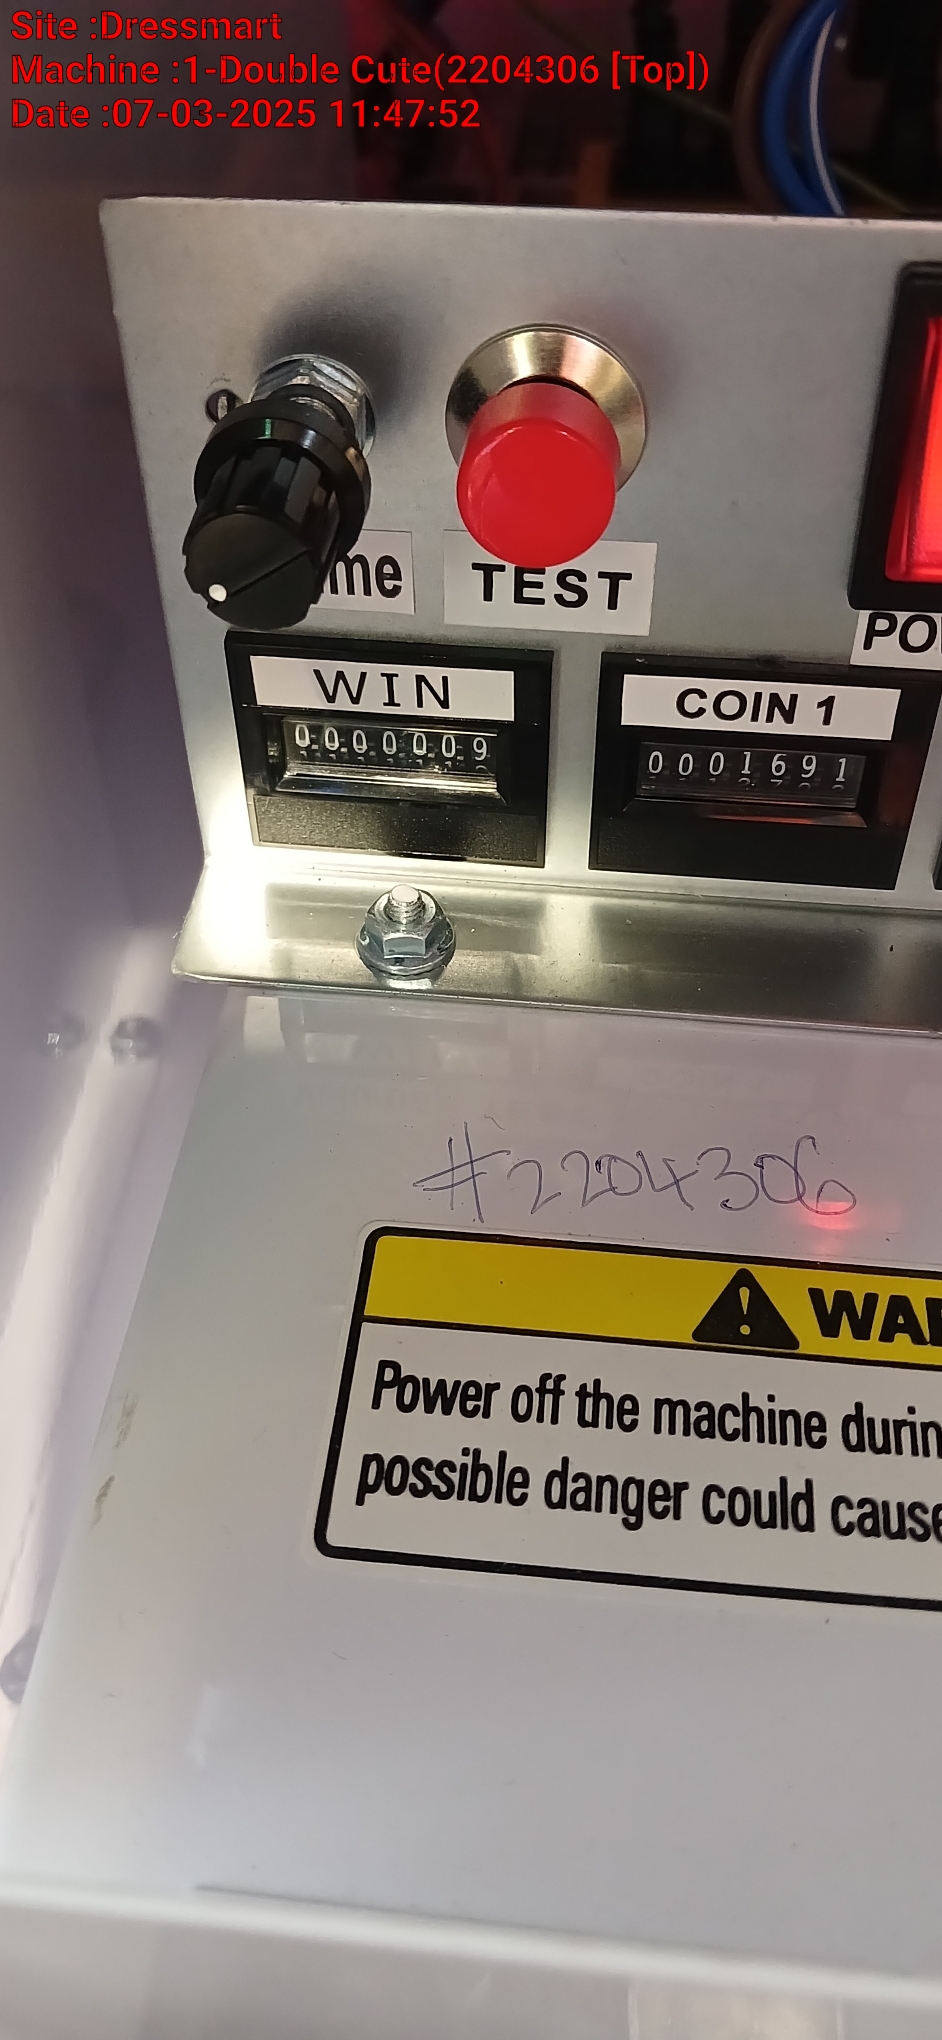 Site :Dressmart
Machine :1-Double Cute(2204306 [Top])
Date :07-03-2025 11:47:52
me TEST
PO
WIN COIN 1
0000009 0001691
#2204306
WA
Power off the machine durin
possible danger could cause